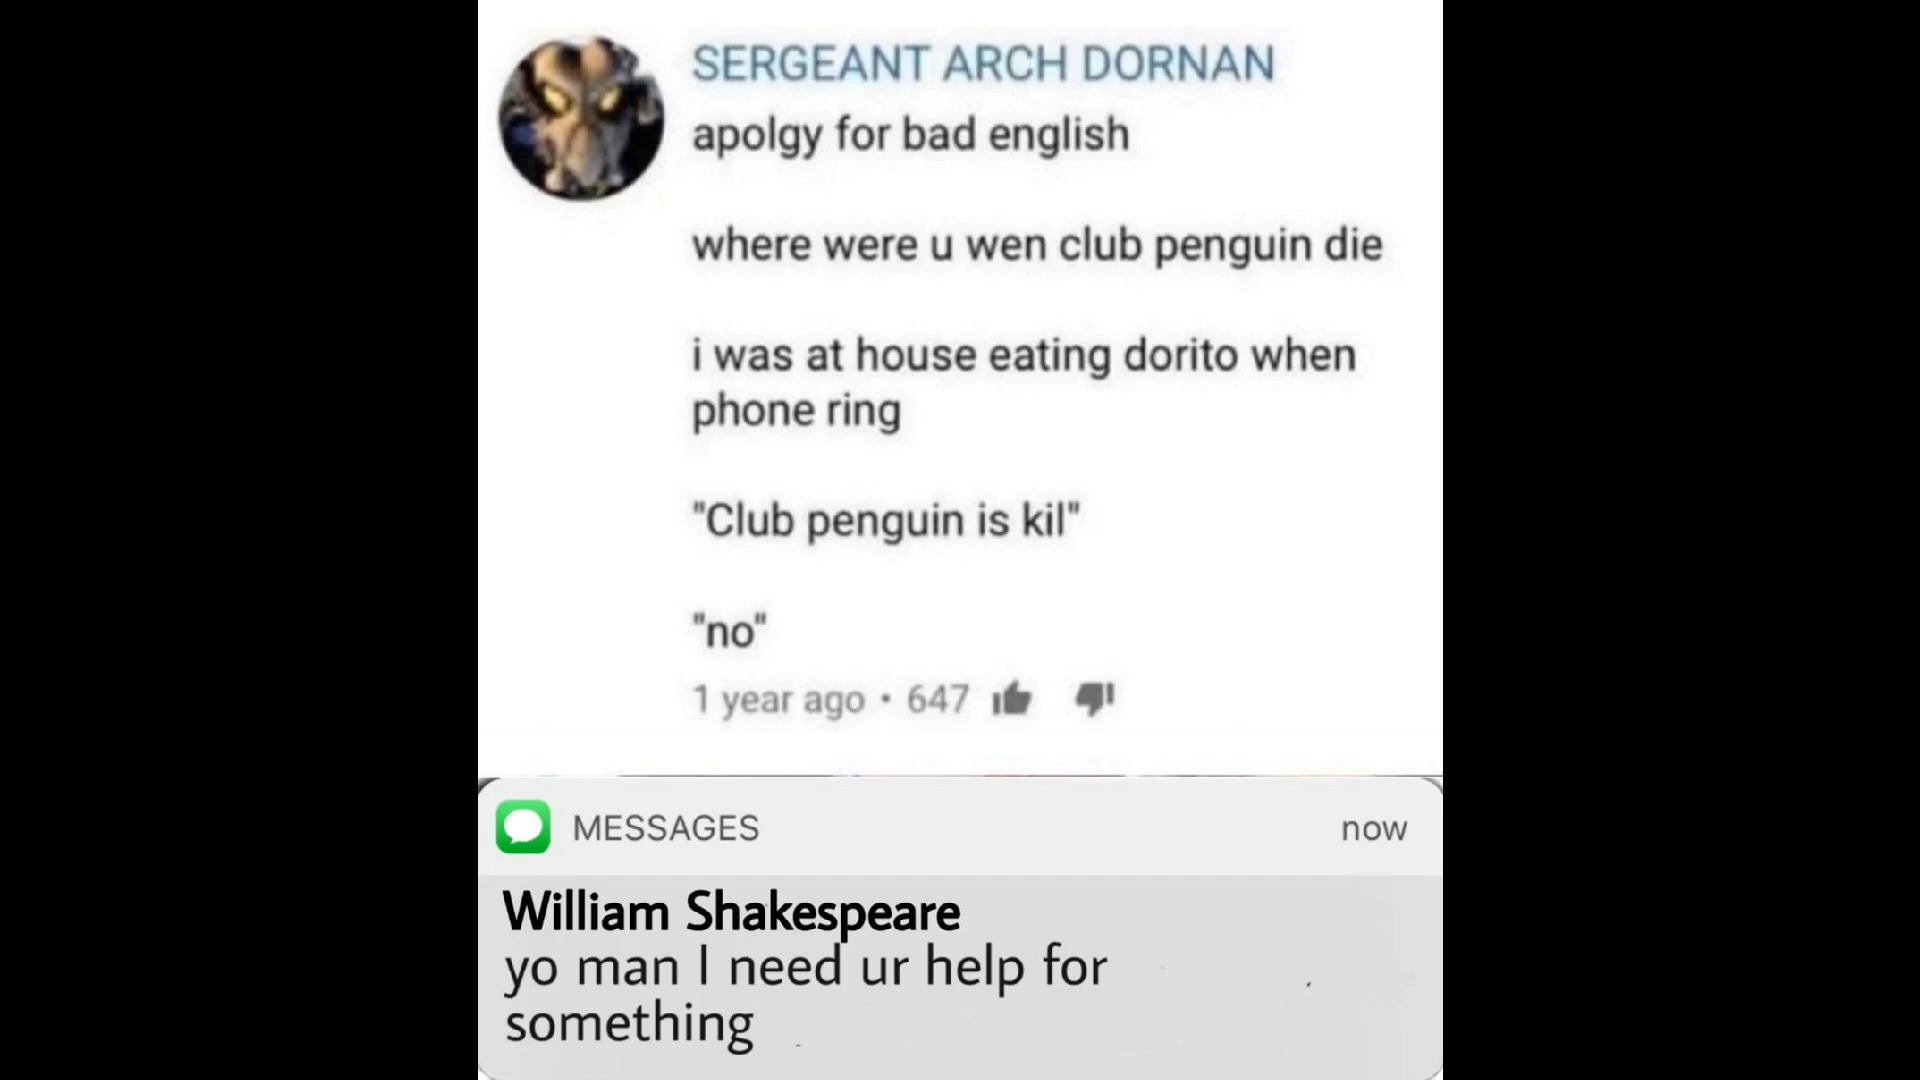 SERGEANT ARCH DORNAN
apolgy for bad english
where were u wen club penguin die
i was at house eating dorito when
phone ring
"Club penguin is kil"
"no"
1 year ago • 647
MESSAGES now
William Shakespeare
yo man I need ur help for
something